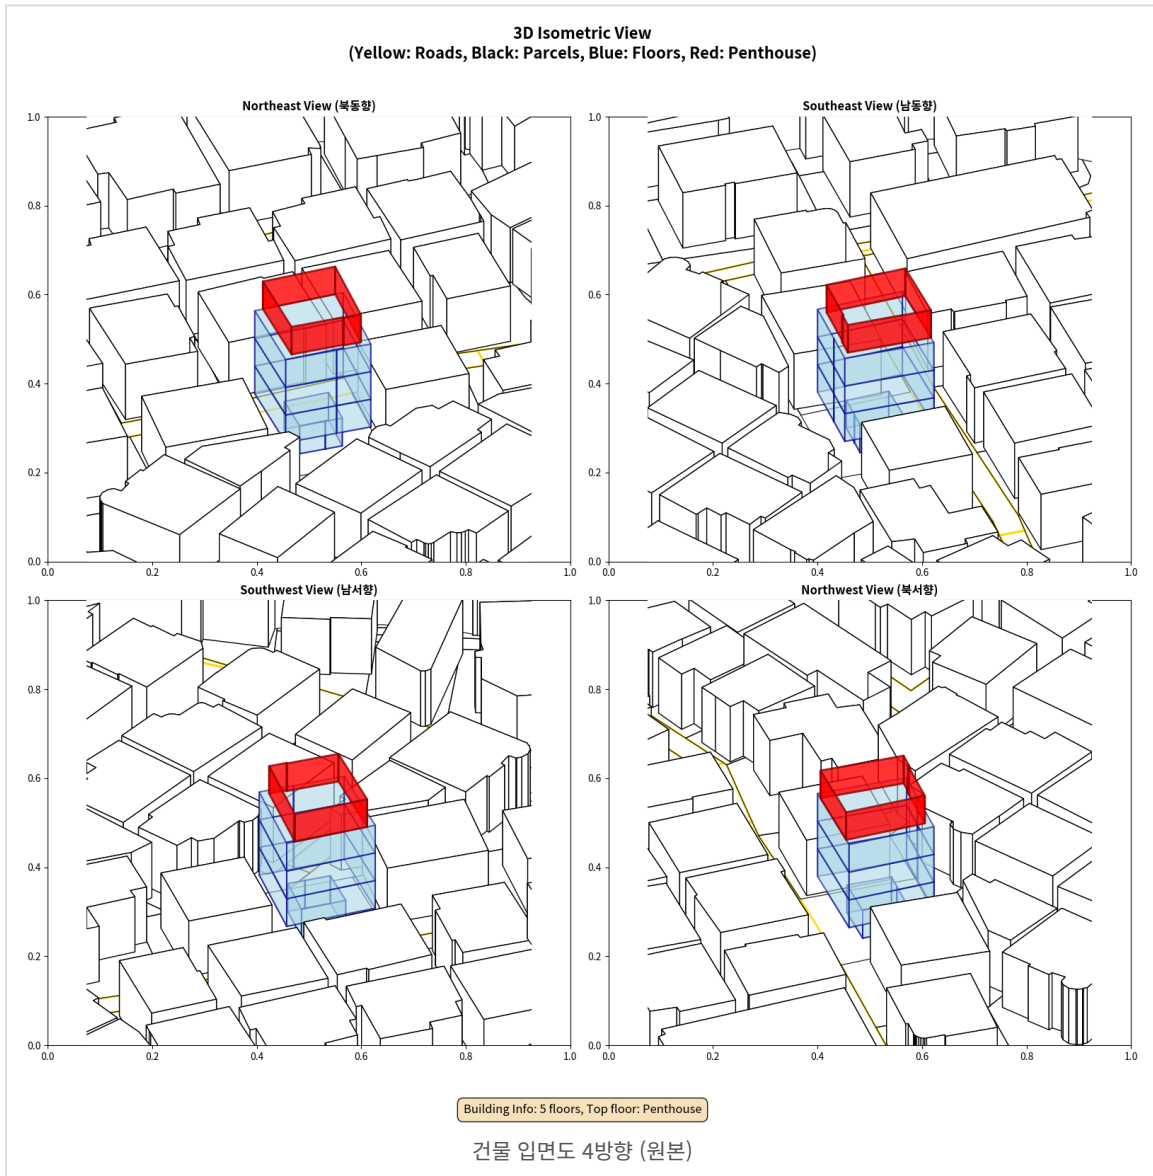 3D Isometric View
(Yellow: Roads, Black: Parcels, Blue: Floors, Red: Penthouse)
Northeast View (북동향)
1.0
0.8
0.6
0.4
0.2
0.0
0.0 0.2 0.4 0.6 0.8 1.0
Southeast View (남동향)
1.0
0.8
0.6
0.4
0.2
0.0
0.0 0.2 0.4 0.6 0.8 1.0
Southwest View (남서향)
1.0
0.8
0.6
0.4
0.2
0.0
0.0 0.2 0.4 0.6 0.8 1.0
Northwest View (북서향)
1.0
0.8
0.6
0.4
0.2
0.0
0.0 0.2 0.4 0.6 0.8 1.0
Building Info: 5 floors, Top floor: Penthouse
건물 입면도 4방향 (원본)